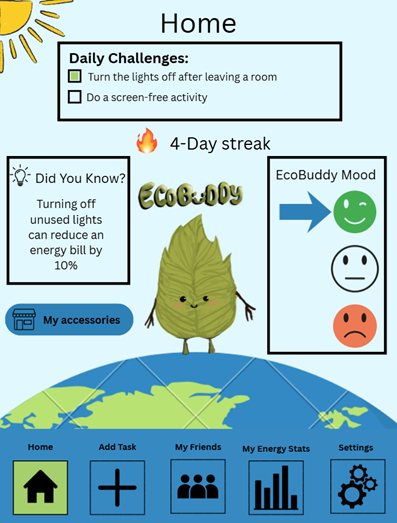 Home
Daily Challenges:
Turn the lights off after leaving a room
Do a screen-free activity
4-Day streak
Did You Know?
Turning off
unused lights
can reduce an
energy bill by
10%
ECOBUDDY
EcoBuddy Mood
My accessories
Home
Add Task
My Friends
My Energy Stats
Settings